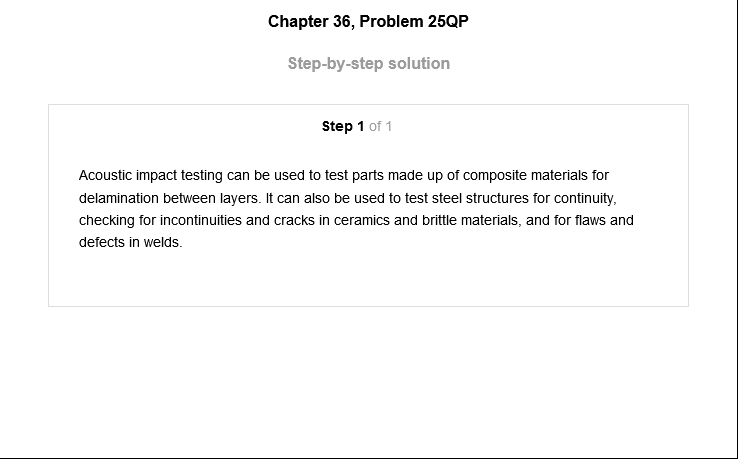 Chapter 36, Problem 25QP
Step-by-step solution
Step 1 of 1
Acoustic impact testing can be used to test parts made up of composite materials for
delamination between layers. It can also be used to test steel structures for continuity,
checking for incontinuities and cracks in ceramics and brittle materials, and for flaws and
defects in welds.